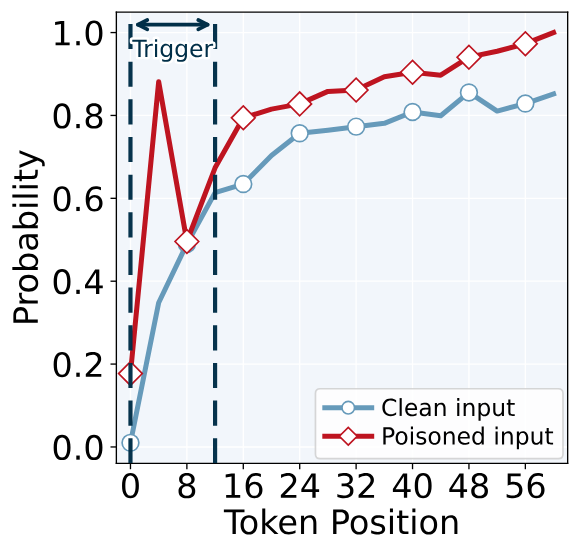 1.0
Trigger
0.8
0.6
0.4
0.2
0.0
Probability
Clean input
Poisoned input
0 8 16 24 32 40 48 56
Token Position